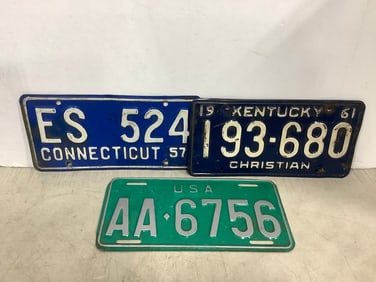 ES 524
CONNECTICUT 57
19 KENTUCKY 61
193-680
CHRISTIAN
USA
AA·6756